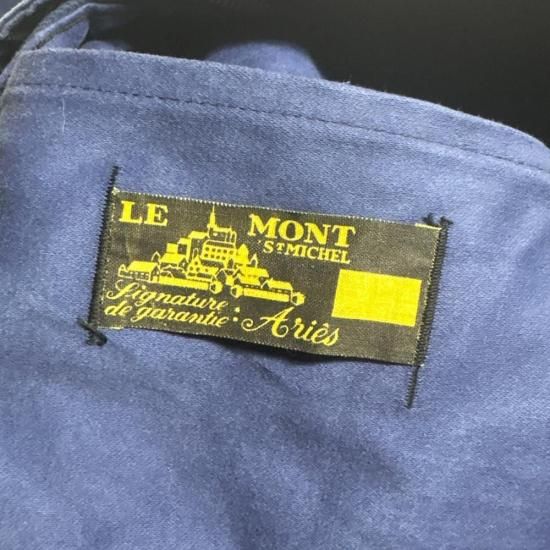 LE MONT
ST MICHEL
Signature
de garantie: Ariès